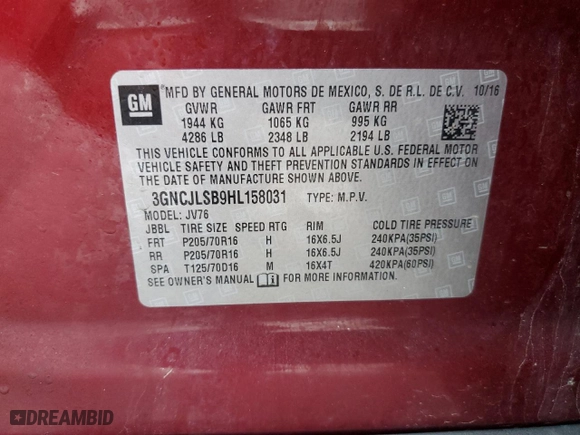 GM
MFD BY GENERAL MOTORS DE MEXICO, S. DE R.L. DE C.V. 10/16
GVWR GAWR FRT GAWR RR
1944 KG 1065 KG 995 KG
4286 LB 2348 LB 2194 LB
THIS VEHICLE CONFORMS TO ALL APPLICABLE U.S. FEDERAL MOTOR
VEHICLE SAFETY AND THEFT PREVENTION STANDARDS IN EFFECT ON
THE DATE OF MANUFACTURE SHOWN ABOVE.
3GNCJLSB9HL158031 TYPE: M.P.V.
MODEL: JV76
JBBL TIRE SIZE SPEED RTG RIM COLD TIRE PRESSURE
FRT P205/70R16 H 16X6.5J 240KPA(35PSI)
RR P205/70R16 H 16X6.5J 240KPA(35PSI)
SPA T125/70D16 M 16X4T 420KPA(60PSI)
SEE OWNER'S MANUAL FOR MORE INFORMATION.
DREAMBID